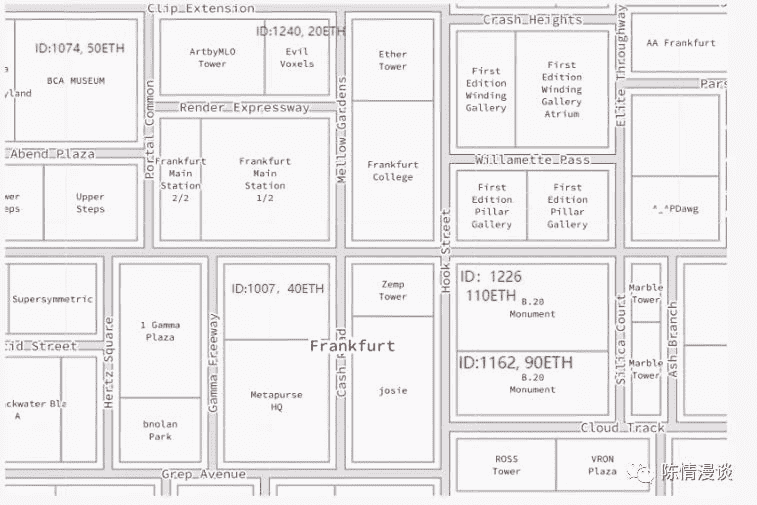 Clip Extension
ID:1240, 20ETH
Crash Heights
ID:1074, 50ETH
BCA MUSEUM
yland
ArtbyMLO
Tower
Evil
Voxels
Ether
Tower
First
Edition
Winding
Gallery
First
Edition
Winding
Gallery
Atrium
Elite Throughway
AA Frankfurt
Pars
Render Expressway
Portal Common
Mellow Gardens
Abend Plaza
Frankfurt
Main
Station
2/2
Frankfurt
Main
Station
1/2
Frankfurt
College
Willamette Pass
wer
eps
Upper
Steps
First
Edition
Pillar
Gallery
First
Edition
Pillar
Gallery
^_^PDawg
Hook Street
Supersymmetric
ID:1007, 40ETH
Zemp
Tower
ID: 1226
110ETH
B.20
Monument
Marble
Tower
1 Gamma
Plaza
Frankfurt
id Street
Hertz Square
Gamma Freeway
Cash Road
Silica Court
Ash Branch
ID:1162, 90ETH
B.20
Monument
Marble
Tower
Metapurse
HQ
josie
ckwater Bla
A
bnolan
Park
Cloud Track
Grep Avenue
ROSS
Tower
VRON
Plaza
陈情漫谈